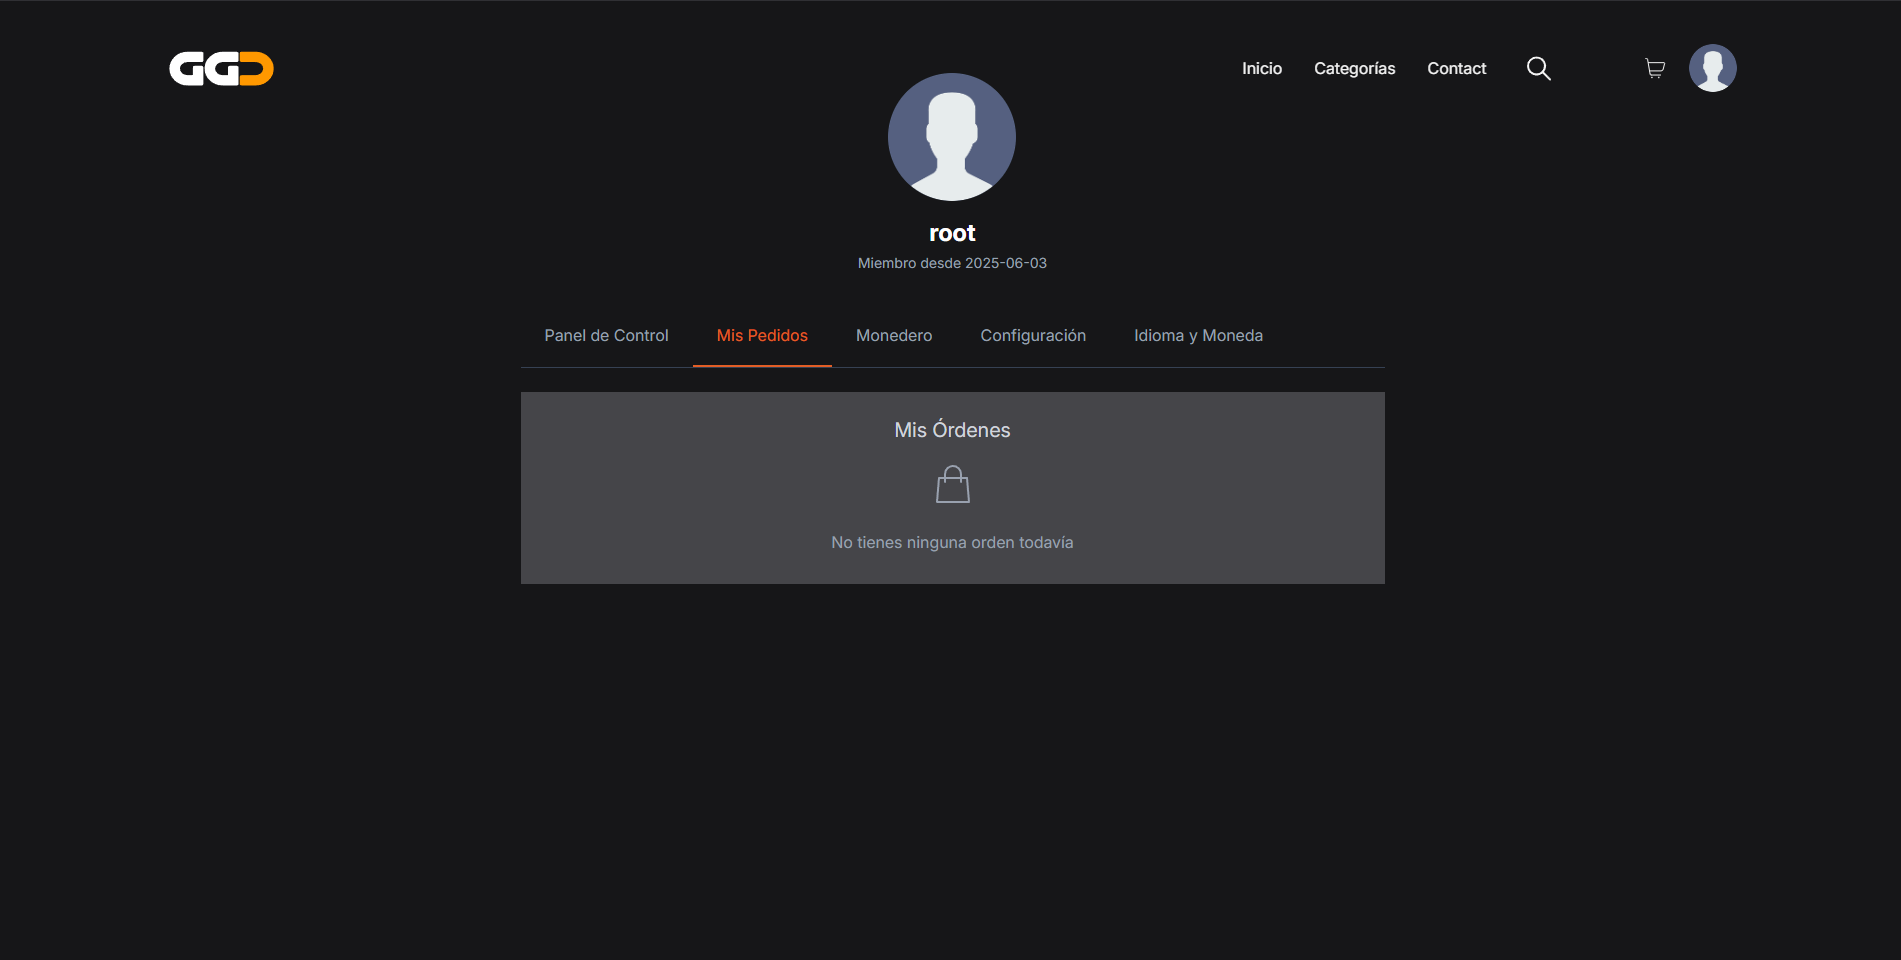 GGD
Inicio Categorías Contact
root
Miembro desde 2025-06-03
Panel de Control Mis Pedidos Monedero Configuración Idioma y Moneda
Mis Órdenes
No tienes ninguna orden todavía